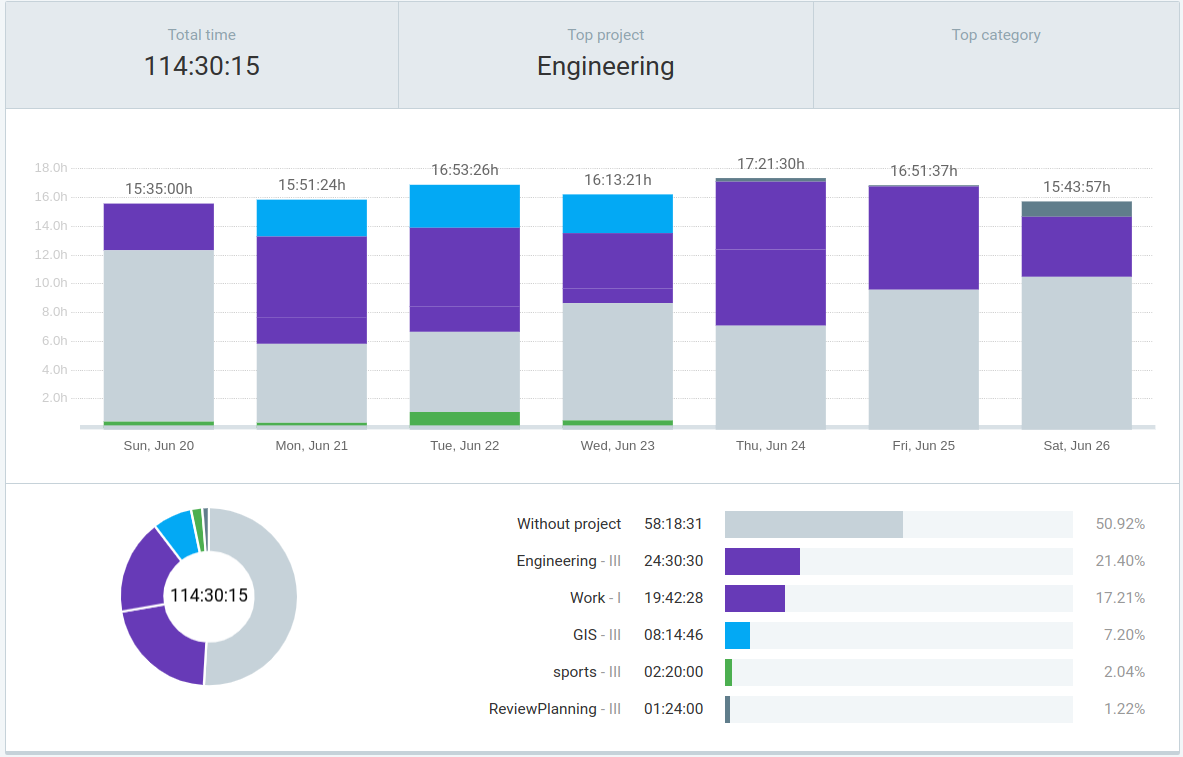 Total time
114:30:15
Top project
Engineering
Top category
18.0h
16.0h
14.0h
12.0h
10.0h
8.0h
6.0h
4.0h
2.0h
15:35:00h
15:51:24h
16:53:26h
16:13:21h
17:21:30h
16:51:37h
15:43:57h
Sun, Jun 20
Mon, Jun 21
Tue, Jun 22
Wed, Jun 23
Thu, Jun 24
Fri, Jun 25
Sat, Jun 26
114:30:15
Without project 58:18:31 50.92%
Engineering - III 24:30:30 21.40%
Work - I 19:42:28 17.21%
GIS - III 08:14:46 7.20%
sports - III 02:20:00 2.04%
ReviewPlanning - III 01:24:00 1.22%